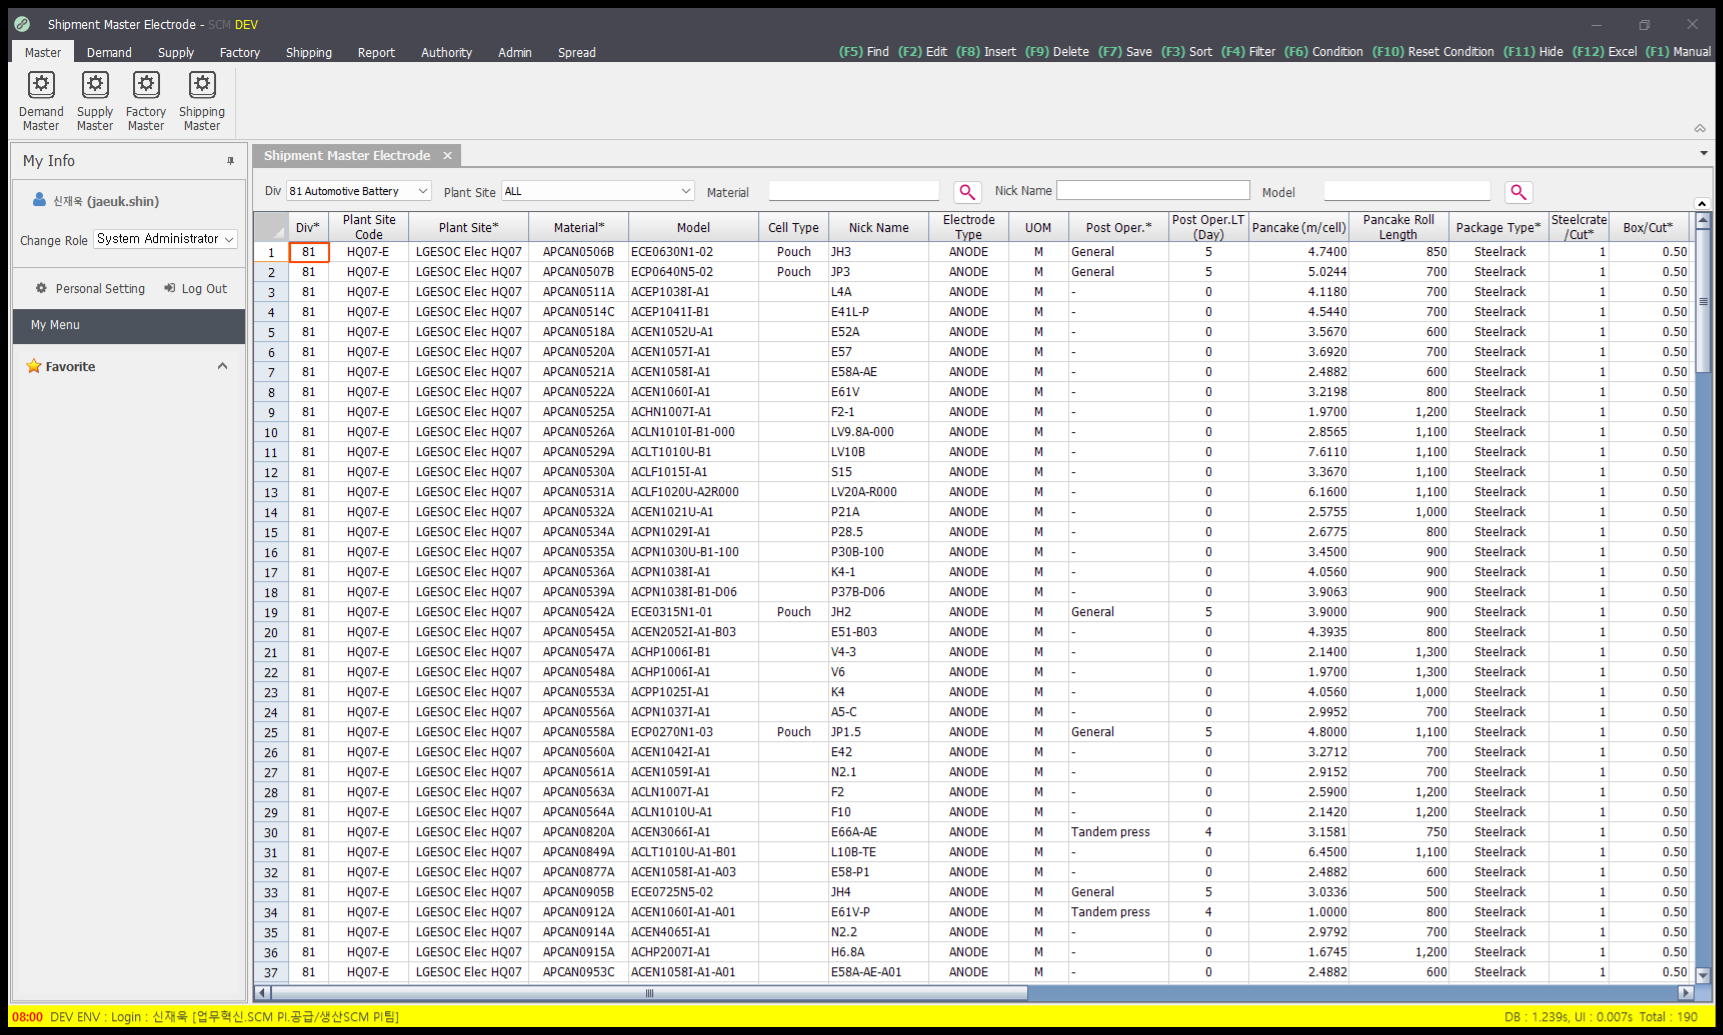 Shipment Master Electrode - SCM DEV
Master Demand Supply Factory Shipping Report Authority Admin Spread
(F5) Find (F2) Edit (F8) Insert (F9) Delete (F7) Save (F3) Sort (F4) Filter (F6) Condition (F10) Reset Condition (F11) Hide (F12) Excel (F1) Manual
Demand Master
Supply Master
Factory Master
Shipping Master
My Info
신재욱 (jaeuk.shin)
Change Role System Administrator
Personal Setting Log Out
My Menu
Favorite
Shipment Master Electrode
Div 81 Automotive Battery Plant Site ALL Material Nick Name Model
Div* Plant Site Code Plant Site* Material* Model Cell Type Nick Name Electrode Type UOM Post Oper.* Post Oper.LT (Day) Pancake (m/cell) Pancake Roll Length Package Type* Steelcrate /Cut* Box/Cut*
1 81 HQ07-E LGESOC Elec HQ07 APCAN0506B ECE0630N1-02 Pouch JH3 ANODE M General 5 4.7400 850 Steelrack 1 0.50
2 81 HQ07-E LGESOC Elec HQ07 APCAN0507B ECP0640N5-02 Pouch JP3 ANODE M General 5 5.0244 700 Steelrack 1 0.50
3 81 HQ07-E LGESOC Elec HQ07 APCAN0511A ACEP1038I-A1 L4A ANODE M - 0 4.1180 700 Steelrack 1 0.50
4 81 HQ07-E LGESOC Elec HQ07 APCAN0514C ACEP1041I-B1 E41L-P ANODE M - 0 4.5440 700 Steelrack 1 0.50
5 81 HQ07-E LGESOC Elec HQ07 APCAN0518A ACEN1052U-A1 E52A ANODE M - 0 3.5670 600 Steelrack 1 0.50
6 81 HQ07-E LGESOC Elec HQ07 APCAN0520A ACEN1057I-A1 E57 ANODE M - 0 3.6920 700 Steelrack 1 0.50
7 81 HQ07-E LGESOC Elec HQ07 APCAN0521A ACEN1058I-A1 E58A-AE ANODE M - 0 2.4882 600 Steelrack 1 0.50
8 81 HQ07-E LGESOC Elec HQ07 APCAN0522A ACEN1060I-A1 E61V ANODE M - 0 3.2198 800 Steelrack 1 0.50
9 81 HQ07-E LGESOC Elec HQ07 APCAN0525A ACHN1007I-A1 F2-1 ANODE M - 0 1.9700 1,200 Steelrack 1 0.50
10 81 HQ07-E LGESOC Elec HQ07 APCAN0526A ACLN1010I-B1-000 LV9.8A-000 ANODE M - 0 2.8565 1,100 Steelrack 1 0.50
11 81 HQ07-E LGESOC Elec HQ07 APCAN0529A ACLT1010U-B1 LV10B ANODE M - 0 7.6110 1,100 Steelrack 1 0.50
12 81 HQ07-E LGESOC Elec HQ07 APCAN0530A ACLF1015I-A1 S15 ANODE M - 0 3.3670 1,100 Steelrack 1 0.50
13 81 HQ07-E LGESOC Elec HQ07 APCAN0531A ACLF1020U-A2R000 LV20A-R000 ANODE M - 0 6.1600 1,100 Steelrack 1 0.50
14 81 HQ07-E LGESOC Elec HQ07 APCAN0532A ACEN1021U-A1 P21A ANODE M - 0 2.5755 1,000 Steelrack 1 0.50
15 81 HQ07-E LGESOC Elec HQ07 APCAN0534A ACPN1029I-A1 P28.5 ANODE M - 0 2.6775 800 Steelrack 1 0.50
16 81 HQ07-E LGESOC Elec HQ07 APCAN0535A ACPN1030U-B1-100 P30B-100 ANODE M - 0 3.4500 900 Steelrack 1 0.50
17 81 HQ07-E LGESOC Elec HQ07 APCAN0536A ACPN1038I-A1 K4-1 ANODE M - 0 4.0560 900 Steelrack 1 0.50
18 81 HQ07-E LGESOC Elec HQ07 APCAN0539A ACPN1038I-B1-D06 P37B-D06 ANODE M - 0 3.9063 900 Steelrack 1 0.50
19 81 HQ07-E LGESOC Elec HQ07 APCAN0542A ECE0315N1-01 Pouch JH2 ANODE M General 5 3.9000 900 Steelrack 1 0.50
20 81 HQ07-E LGESOC Elec HQ07 APCAN0545A ACEN2052I-A1-B03 E51-B03 ANODE M - 0 4.3935 800 Steelrack 1 0.50
21 81 HQ07-E LGESOC Elec HQ07 APCAN0547A ACHP1006I-B1 V4-3 ANODE M - 0 2.1400 1,300 Steelrack 1 0.50
22 81 HQ07-E LGESOC Elec HQ07 APCAN0548A ACHP1006I-A1 V6 ANODE M - 0 1.9700 1,300 Steelrack 1 0.50
23 81 HQ07-E LGESOC Elec HQ07 APCAN0553A ACPP1025I-A1 K4 ANODE M - 0 4.0560 1,000 Steelrack 1 0.50
24 81 HQ07-E LGESOC Elec HQ07 APCAN0556A ACPN1037I-A1 A5-C ANODE M - 0 2.9952 700 Steelrack 1 0.50
25 81 HQ07-E LGESOC Elec HQ07 APCAN0558A ECP0270N1-03 Pouch JP1.5 ANODE M General 5 4.8000 1,100 Steelrack 1 0.50
26 81 HQ07-E LGESOC Elec HQ07 APCAN0560A ACEN1042I-A1 E42 ANODE M - 0 3.2712 700 Steelrack 1 0.50
27 81 HQ07-E LGESOC Elec HQ07 APCAN0561A ACEN1059I-A1 N2.1 ANODE M - 0 2.9152 700 Steelrack 1 0.50
28 81 HQ07-E LGESOC Elec HQ07 APCAN0563A ACLN1007I-A1 F2 ANODE M - 0 2.5900 1,200 Steelrack 1 0.50
29 81 HQ07-E LGESOC Elec HQ07 APCAN0564A ACLN1010U-A1 F10 ANODE M - 0 2.1420 1,200 Steelrack 1 0.50
30 81 HQ07-E LGESOC Elec HQ07 APCAN0820A ACEN3066I-A1 E66A-AE ANODE M Tandem press 4 3.1581 750 Steelrack 1 0.50
31 81 HQ07-E LGESOC Elec HQ07 APCAN0849A ACLT1010U-A1-B01 L10B-TE ANODE M - 0 6.4500 1,100 Steelrack 1 0.50
32 81 HQ07-E LGESOC Elec HQ07 APCAN0877A ACEN1058I-A1-A03 E58-P1 ANODE M - 0 2.4882 600 Steelrack 1 0.50
33 81 HQ07-E LGESOC Elec HQ07 APCAN0905B ECE0725N5-02 JH4 ANODE M General 5 3.0336 500 Steelrack 1 0.50
34 81 HQ07-E LGESOC Elec HQ07 APCAN0912A ACEN1060I-A1-A01 E61V-P ANODE M Tandem press 4 1.0000 800 Steelrack 1 0.50
35 81 HQ07-E LGESOC Elec HQ07 APCAN0914A ACEN4065I-A1 N2.2 ANODE M - 0 2.9792 700 Steelrack 1 0.50
36 81 HQ07-E LGESOC Elec HQ07 APCAN0915A ACHP2007I-A1 H6.8A ANODE M - 0 1.6745 1,200 Steelrack 1 0.50
37 81 HQ07-E LGESOC Elec HQ07 APCAN0953C ACEN1058I-A1-A01 E58A-AE-A01 ANODE M - 0 2.4882 600 Steelrack 1 0.50
08:00 DEV ENV : Login : 신재욱 [업무혁신.SCM PI.공급/생산SCM PI팀]
DB : 1.239s, UI : 0.007s Total : 190